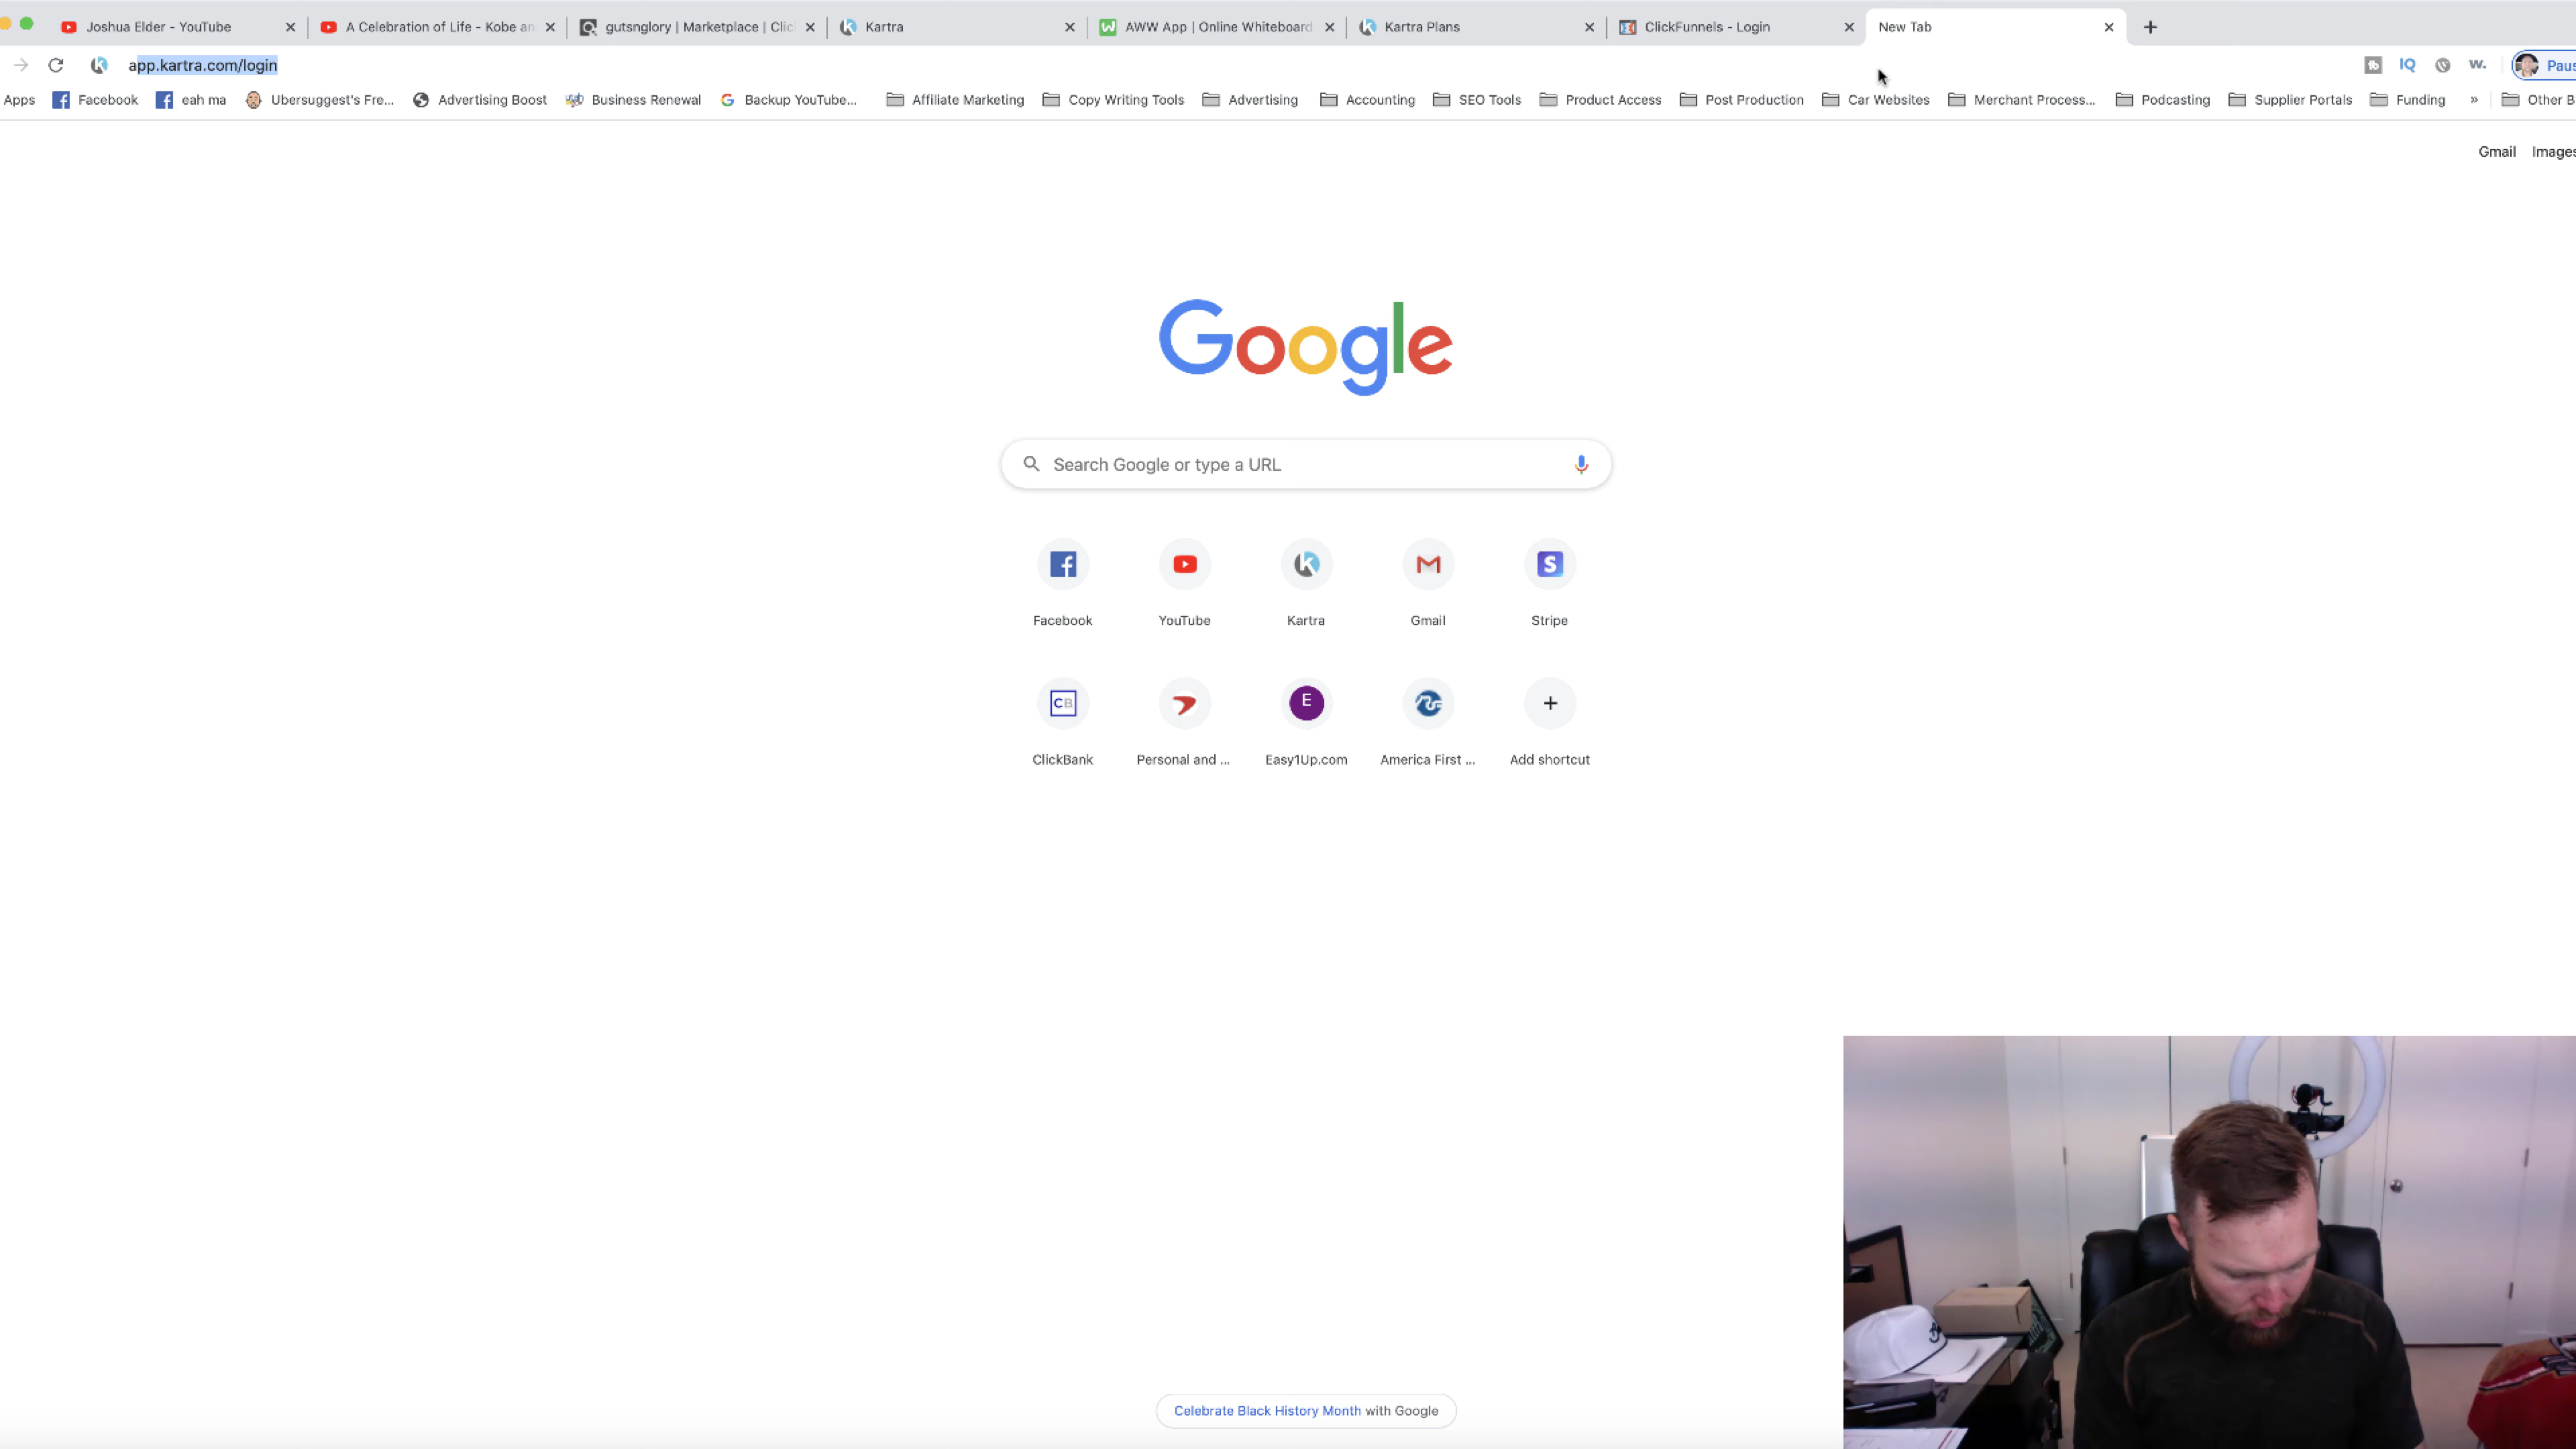 Joshua Elder - YouTube
A Celebration of Life - Kobe an
gutsnglory | Marketplace | Clic
Kartra
AWW App | Online Whiteboard
Kartra Plans
ClickFunnels - Login
New Tab
app.kartra.com/login
IQ
w.
Paus
Apps
Facebook
eah ma
Ubersuggest's Fre...
Advertising Boost
Business Renewal
Backup YouTube...
Affiliate Marketing
Copy Writing Tools
Advertising
Accounting
SEO Tools
Product Access
Post Production
Car Websites
Merchant Process...
Podcasting
Supplier Portals
Funding
»
Other B
Gmail
Images
Google
Search Google or type a URL
Facebook
YouTube
Kartra
Gmail
Stripe
CB
E
ClickBank
Personal and ...
Easy1Up.com
America First ...
Add shortcut
Celebrate Black History Month with Google